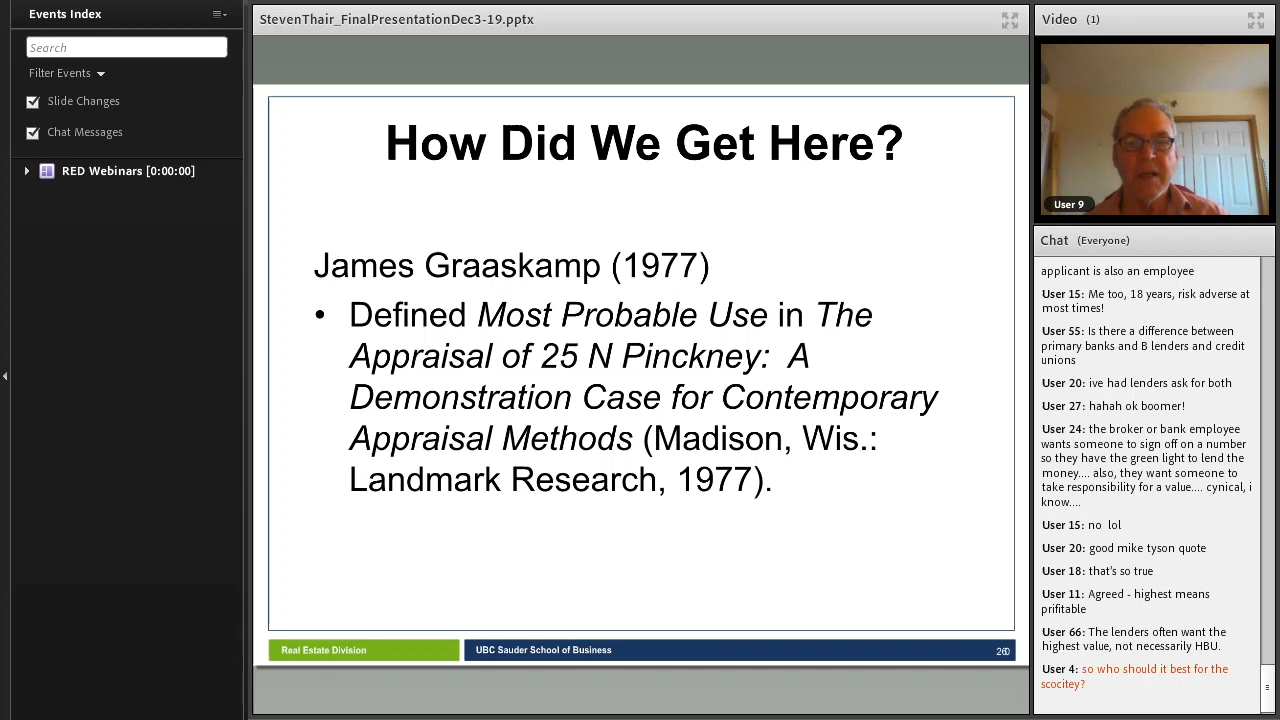 Events Index
Search
Filter Events
Slide Changes
Chat Messages
RED Webinars [0:00:00]
StevenThair_FinalPresentationDec3-19.pptx
How Did We Get Here?
James Graaskamp (1977)
• Defined Most Probable Use in The
Appraisal of 25 N Pinckney: A
Demonstration Case for Contemporary
Appraisal Methods (Madison, Wis.:
Landmark Research, 1977).
Real Estate Division
UBC Sauder School of Business
Video (1)
User 9
Chat (Everyone)
applicant is also an employee
User 15: Me too, 18 years, risk adverse at
most times!
User 55: Is there a difference between
primary banks and B lenders and credit
unions
User 20: ive had lenders ask for both
User 27: hahah ok boomer!
User 24: the broker or bank employee
wants someone to sign off on a number
so they have the green light to lend the
money.... also, they want someone to
take responsibility for a value.... cynical, i
know....
User 15: no lol
User 20: good mike tyson quote
User 18: that's so true
User 11: Agreed - highest means
prifitable
User 66: The lenders often want the
highest value, not necessarily HBU.
User 4: so who should it best for the
scocitey?